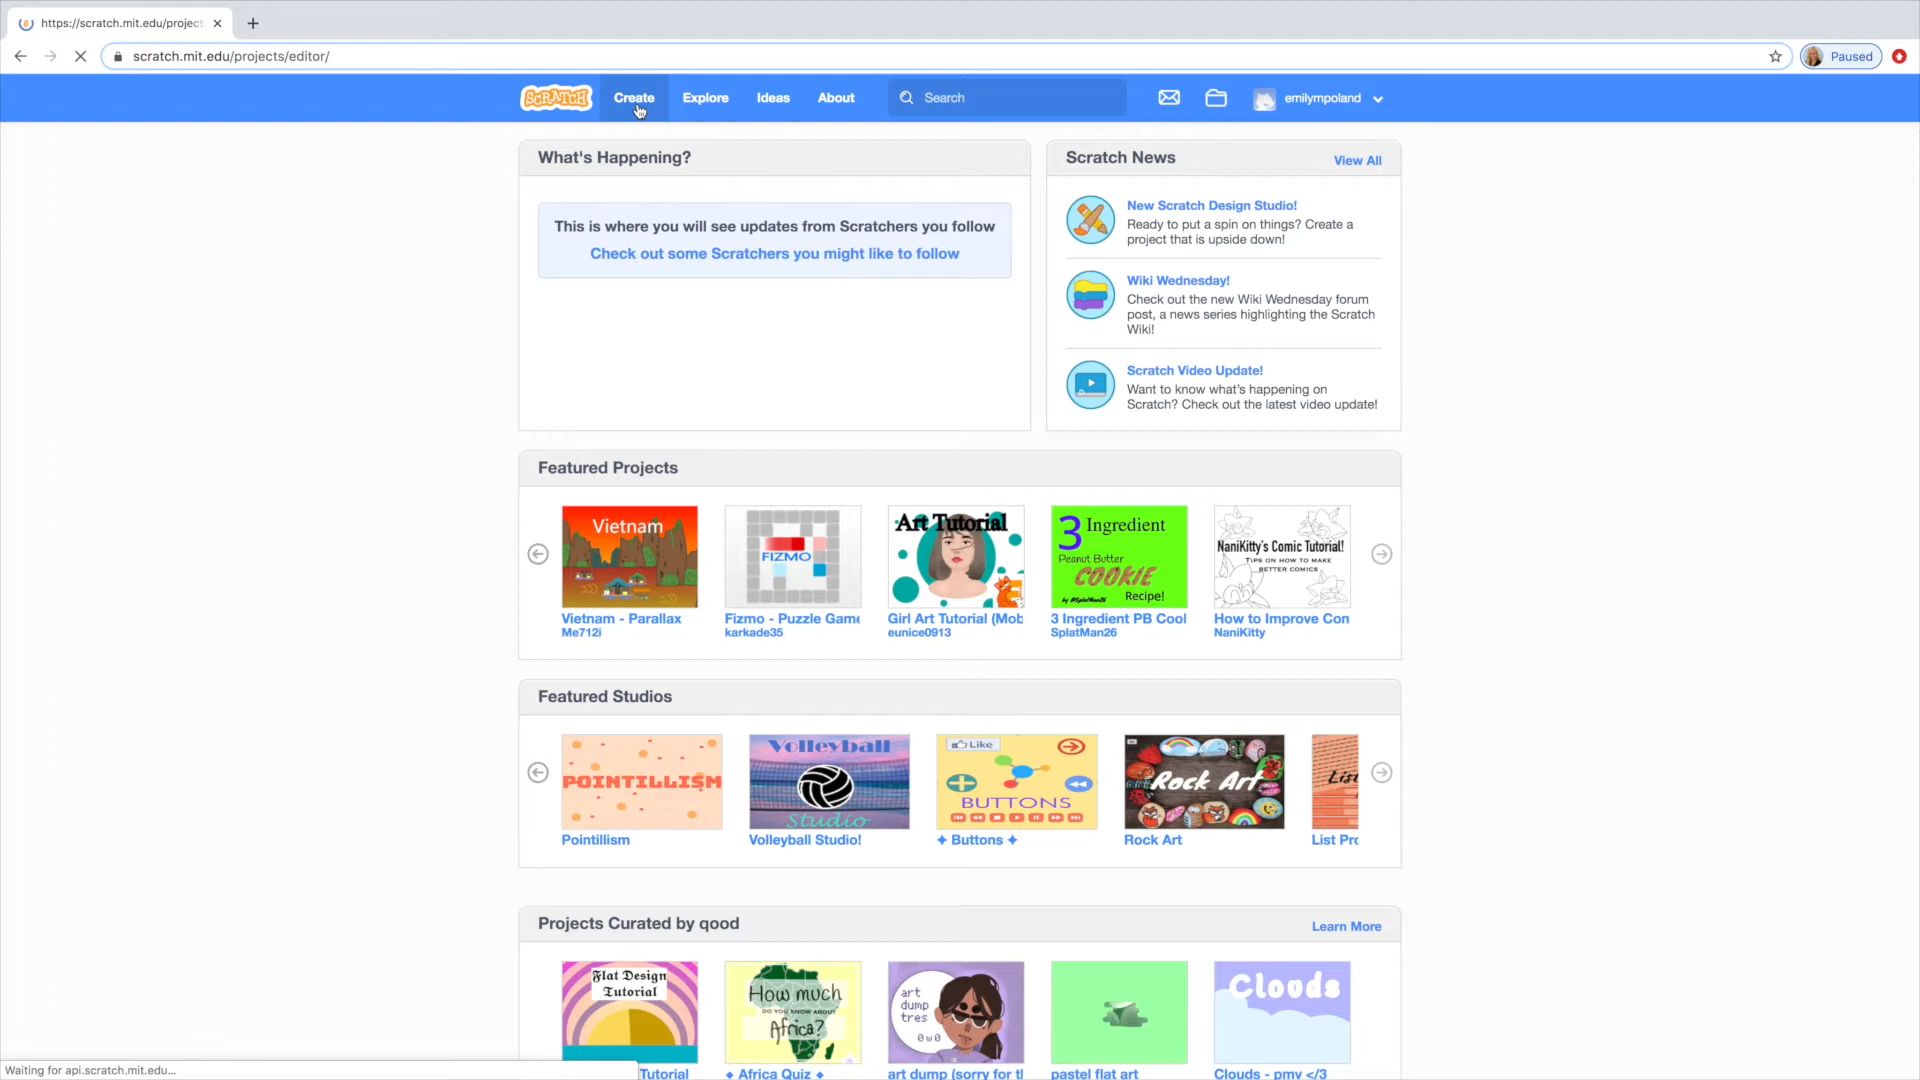 https://scratch.mit.edu/project
scratch.mit.edu/projects/editor/
Paused
SCRATCH
Create
Explore
Ideas
About
Search
emilympoland
What's Happening?
This is where you will see updates from Scratchers you follow
Check out some Scratchers you might like to follow
Scratch News
View All
New Scratch Design Studio!
Ready to put a spin on things? Create a
project that is upside down!
Wiki Wednesday!
Check out the new Wiki Wednesday forum
post, a news series highlighting the Scratch
Wiki!
Scratch Video Update!
Want to know what's happening on
Scratch? Check out the latest video update!
Featured Projects
Vietnam
FIZMO
Art Tutorial
3 Ingredient
Peanut Butter
COOKIE
Recipe!
by @SplatMan26
NaniKitty's Comic Tutorial!
TIPS ON HOW TO MAKE
BETTER COMICS
Vietnam - Parallax
Me712i
Fizmo - Puzzle Game
karkade35
Girl Art Tutorial (Mob
eunice0913
3 Ingredient PB Cool
SplatMan26
How to Improve Con
NaniKitty
Featured Studios
POINTILLISM
Volleyball
Studio
Like
BUTTONS
Rock Art
List
Pointillism
Volleyball Studio!
✦ Buttons ✦
Rock Art
List Pro
Projects Curated by qood
Learn More
Flat Design
Tutorial
How much
DO YOU KNOW ABOUT
Africa?
art
dump
tres
0w0
Clouds
Tutorial
◆ Africa Quiz ◆
art dump (sorry for tl
pastel flat art
Clouds - pmv </3
Waiting for api.scratch.mit.edu...